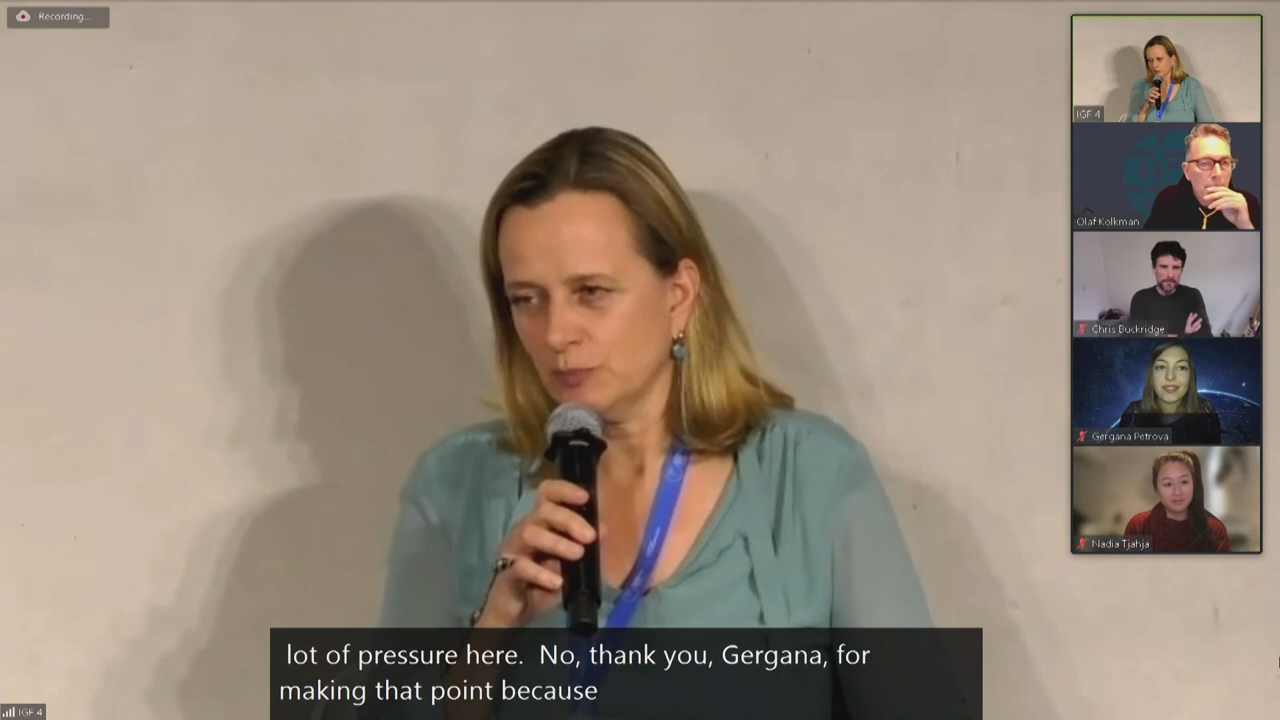 Recording...
IGF 4
Olaf Kolkman
Chris Buckridge
Gergana Petrova
Nadia Tjahja
lot of pressure here.  No, thank you, Gergana, for
making that point because
IGF 4